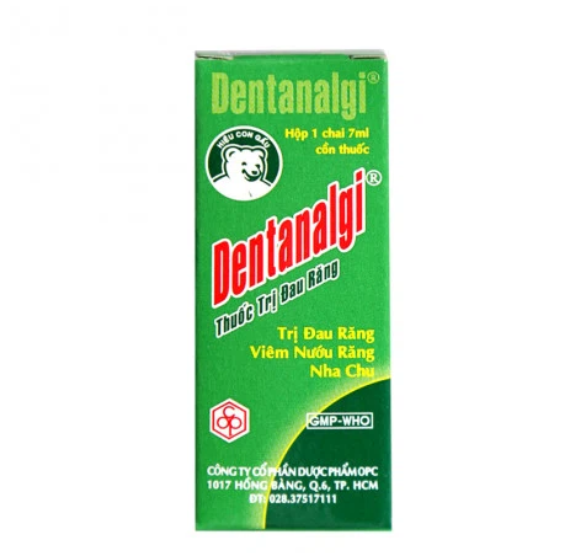 Dentanalgi®
Hộp 1 chai 7ml
cồn thuốc
HIỆU CON GẤU
Dentanalgi®
Thuốc Trị Đau Răng
Trị Đau Răng
Viêm Nướu Răng
Nha Chu
OPC
GMP-WHO
CÔNG TY CỔ PHẦN DƯỢC PHẨM OPC
1017 HỒNG BÀNG, Q.6, TP. HCM
ĐT: 028.37517111